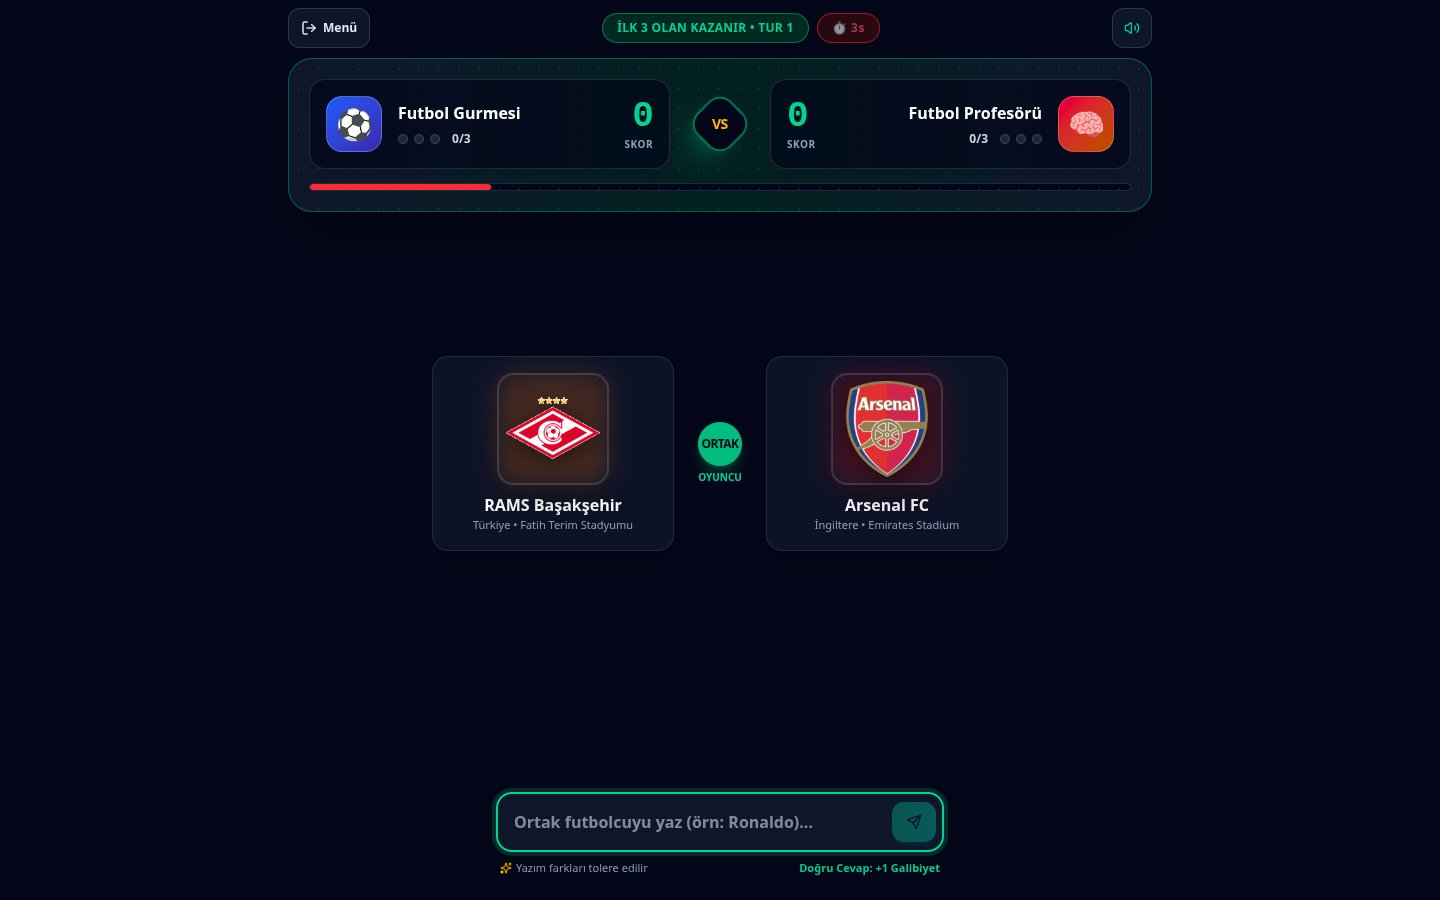 Menü
İLK 3 OLAN KAZANIR • TUR 1
3s
Futbol Gurmesi
0/3
0
SKOR
VS
0
SKOR
Futbol Profesörü
0/3
RAMS Başakşehir
Türkiye • Fatih Terim Stadyumu
ORTAK
OYUNCU
Arsenal
Arsenal FC
İngiltere • Emirates Stadium
Ortak futbolcuyu yaz (örn: Ronaldo)...
Yazım farkları tolere edilir
Doğru Cevap: +1 Galibiyet